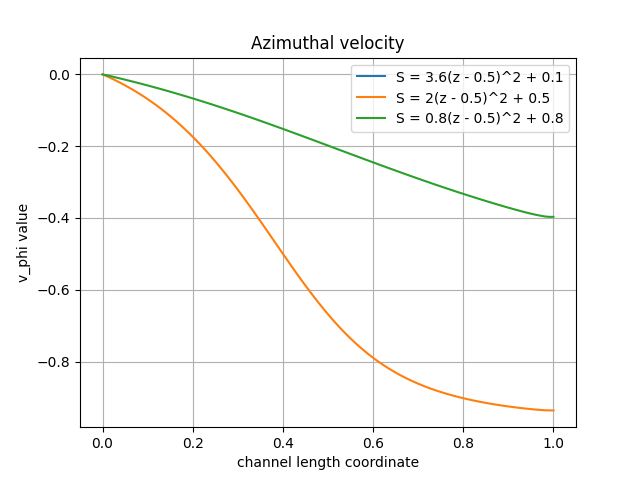 Azimuthal velocity
S = 3.6(z - 0.5)^2 + 0.1
S = 2(z - 0.5)^2 + 0.5
S = 0.8(z - 0.5)^2 + 0.8
v_phi value
0.0
−0.2
−0.4
−0.6
−0.8
0.0 0.2 0.4 0.6 0.8 1.0
channel length coordinate